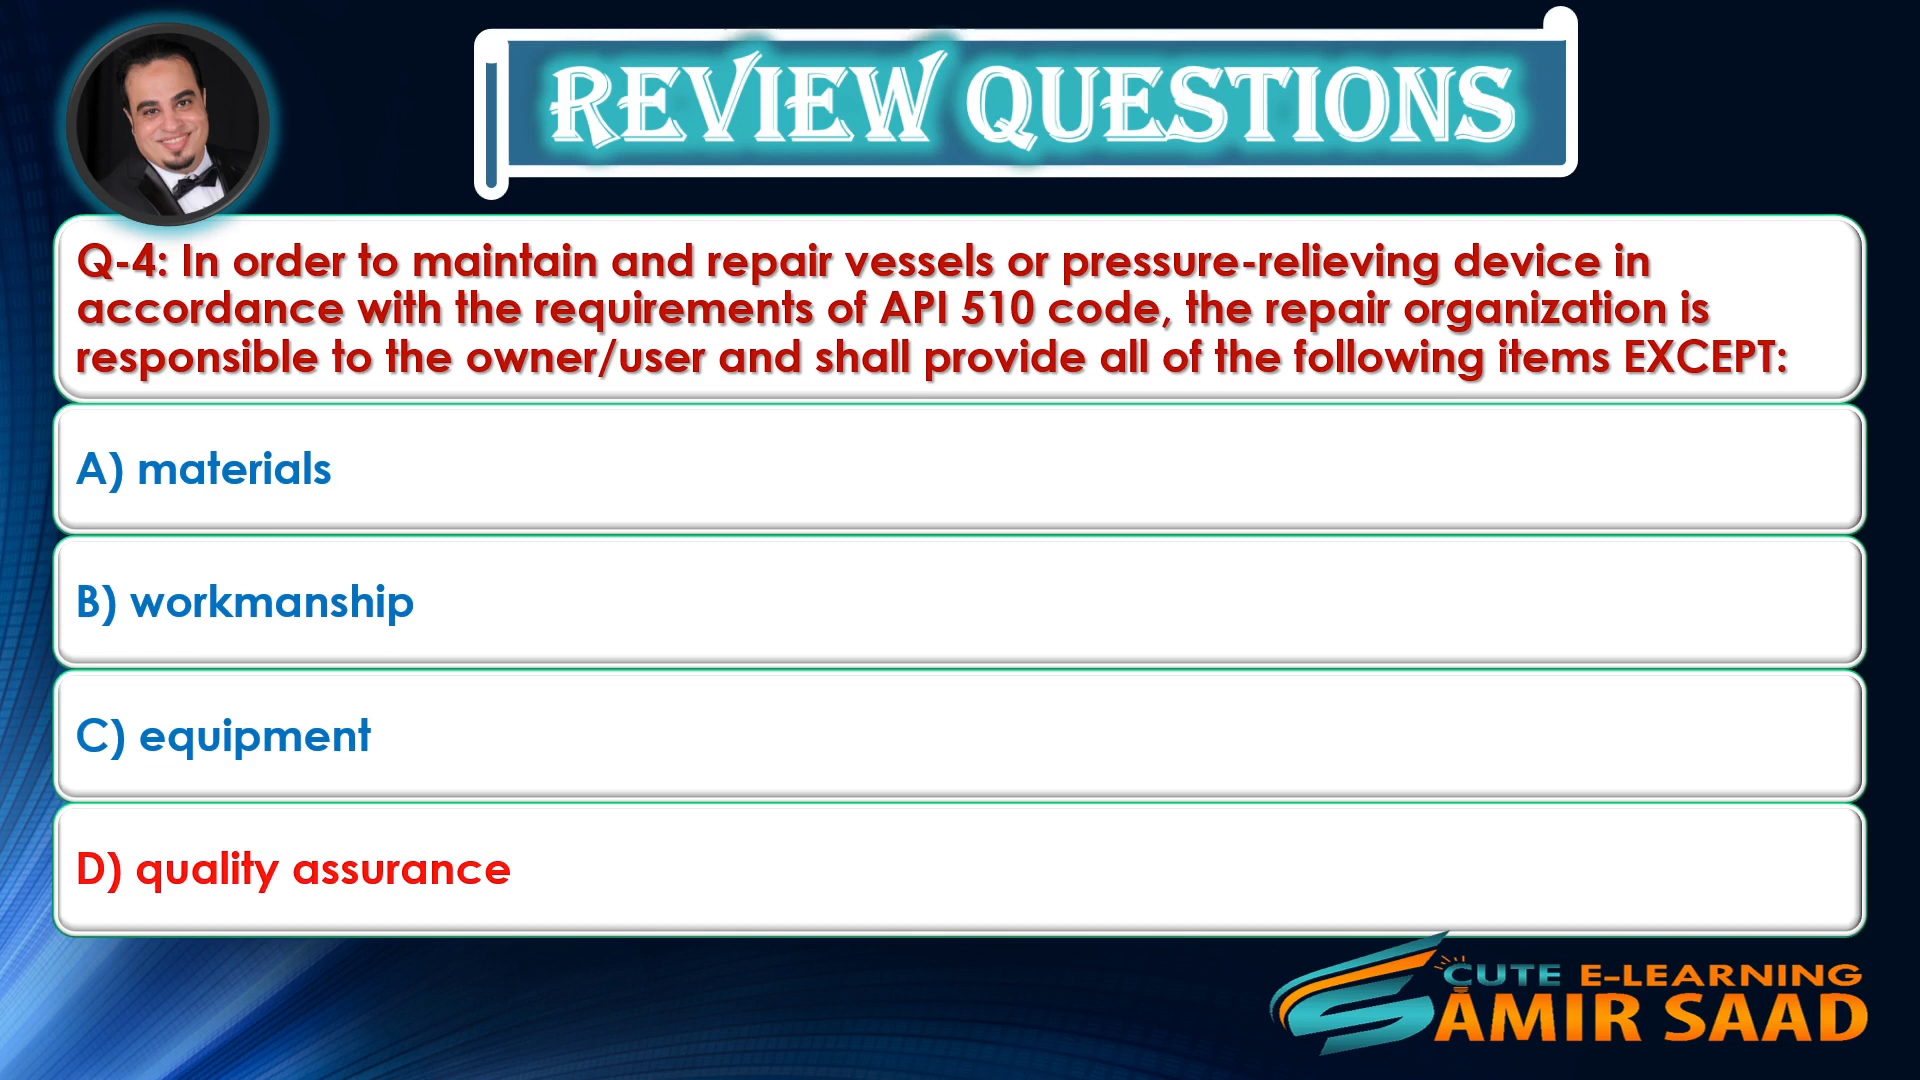 REVIEW QUESTIONS
Q-4: In order to maintain and repair vessels or pressure-relieving device in
accordance with the requirements of API 510 code, the repair organization is
responsible to the owner/user and shall provide all of the following items EXCEPT:
A) materials
B) workmanship
C) equipment
D) quality assurance
CUTE E-LEARNING
AMIR SAAD